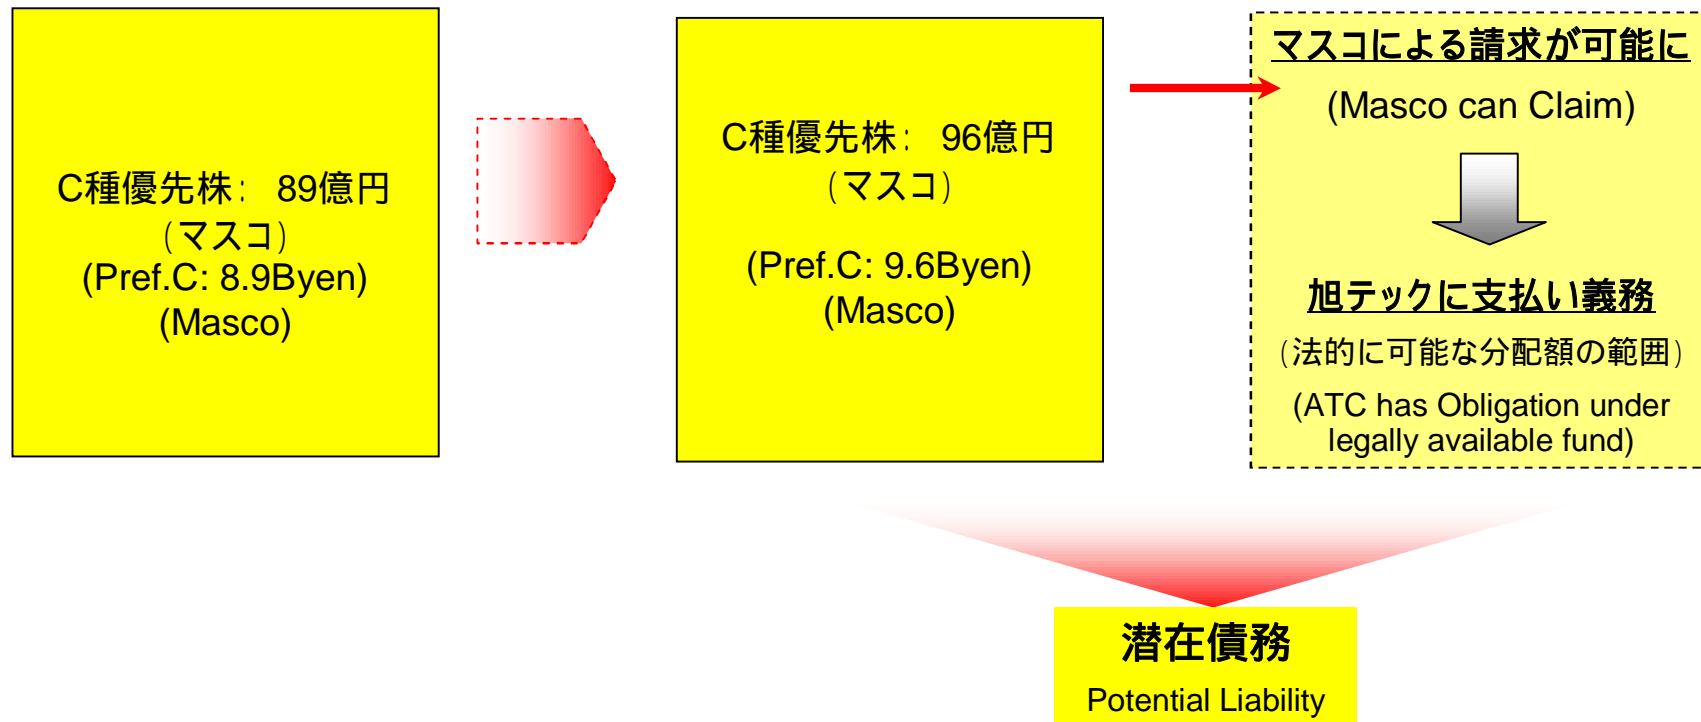 C種優先株： 89億円
（マスコ）
(Pref.C: 8.9Byen)
(Masco)
C種優先株： 96億円
（マスコ）
(Pref.C: 9.6Byen)
(Masco)
マスコによる請求が可能に
(Masco can Claim)
旭テックに支払い義務
（法的に可能な分配額の範囲）
(ATC has Obligation under
legally available fund)
潜在債務
Potential Liability